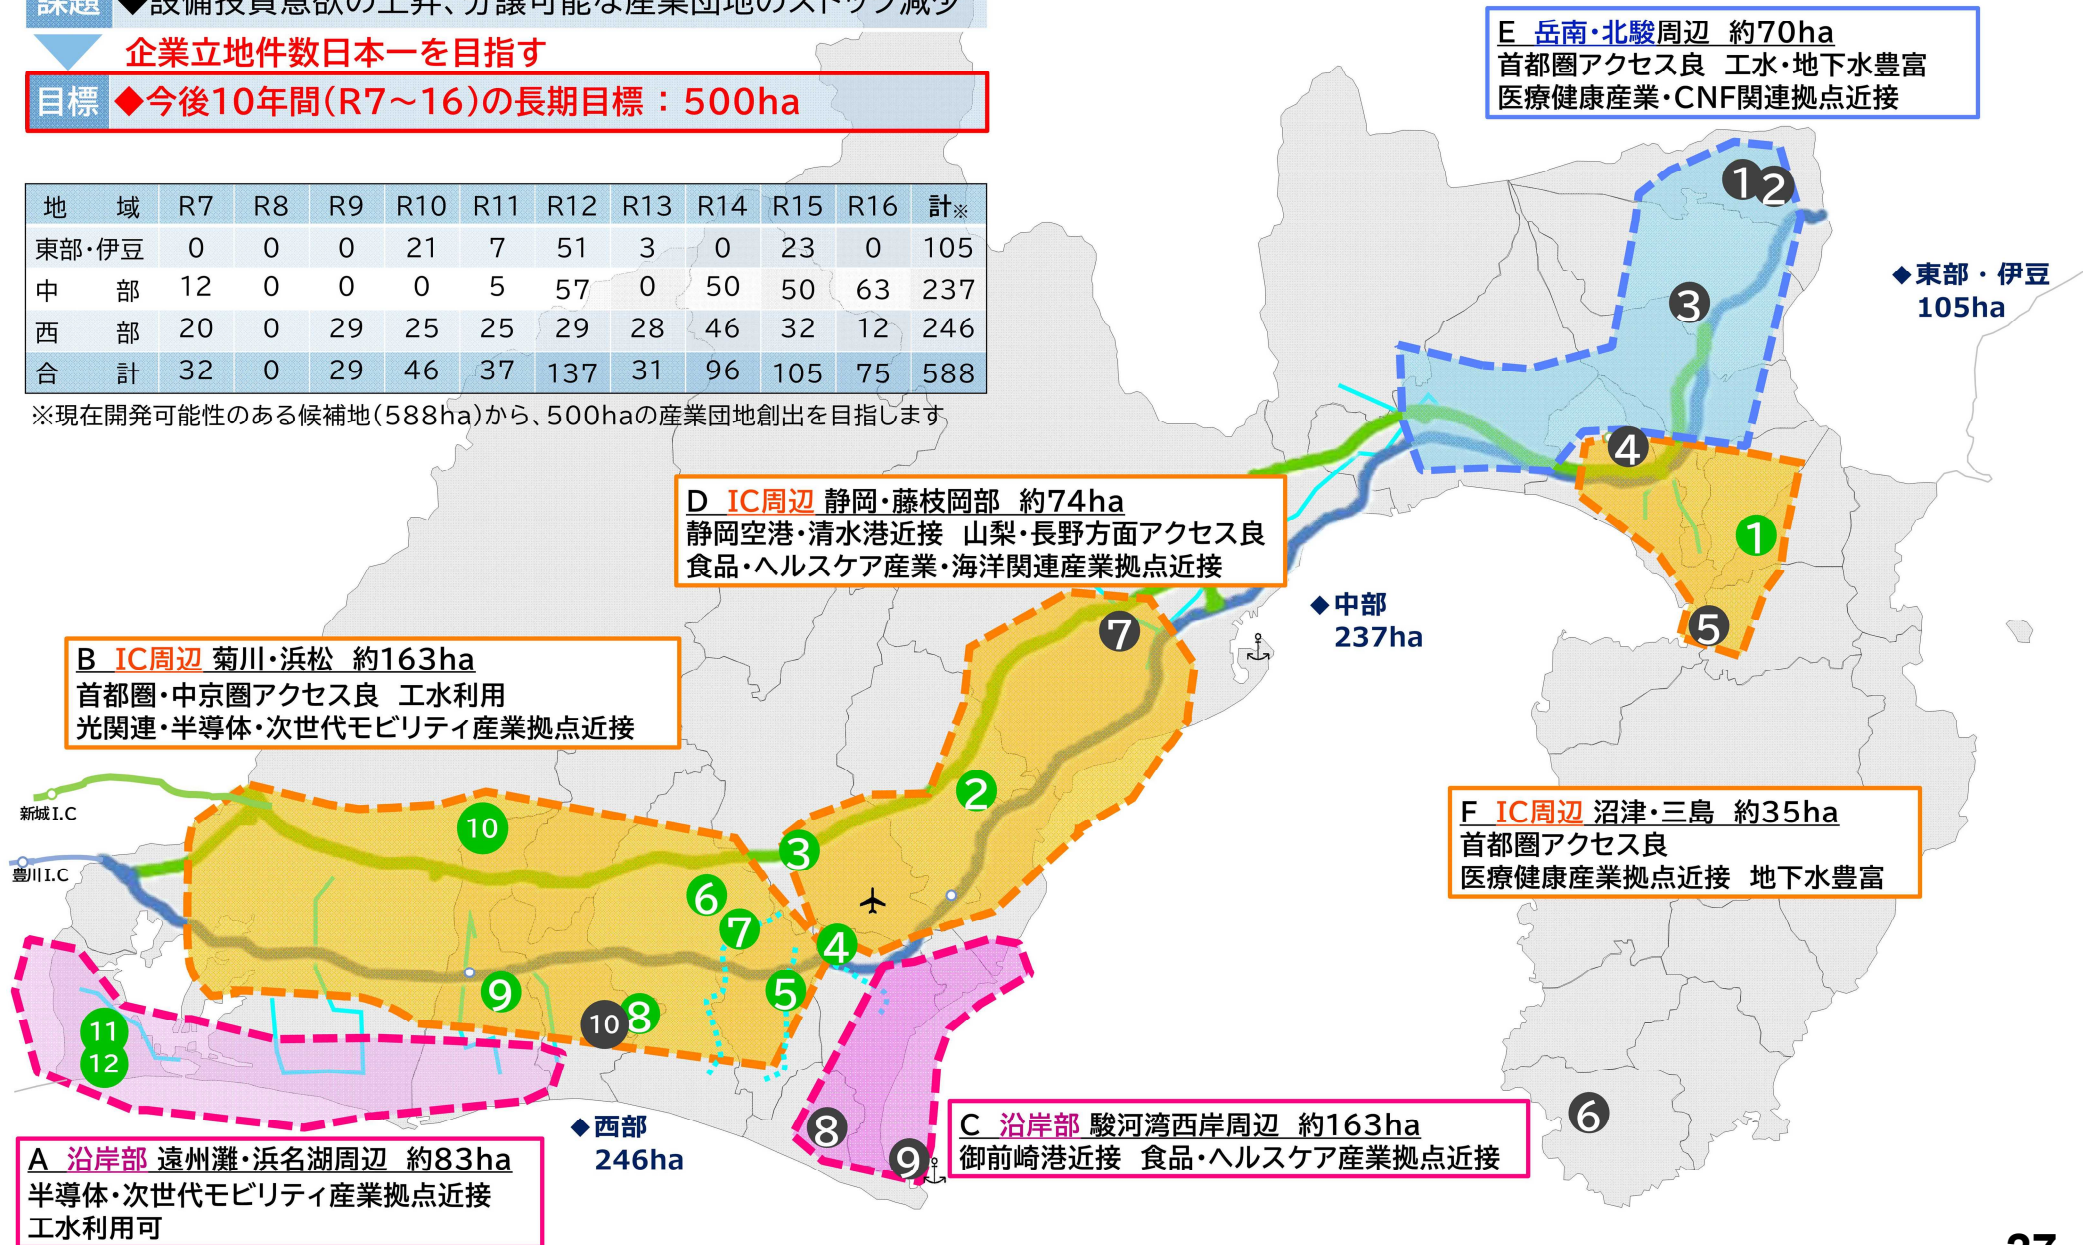 課題 ◆設備投資意欲の上昇、分譲可能な産業団地のストック減少
企業立地件数日本一を目指す
目標 ◆今後10年間(R7～16)の長期目標：500ha
地域 R7 R8 R9 R10 R11 R12 R13 R14 R15 R16 計※
東部・伊豆 0 0 0 21 7 51 3 0 23 0 105
中部 12 0 0 0 5 57 0 50 50 63 237
西部 20 0 29 25 25 29 28 46 32 12 246
合計 32 0 29 46 37 137 31 96 105 75 588
※現在開発可能性のある候補地(588ha)から、500haの産業団地創出を目指します
E 岳南・北駿周辺 約70ha
首都圏アクセス良 工水・地下水豊富
医療健康産業・CNF関連拠点近接
1 2
3
◆東部・伊豆
105ha
4
1
5
D IC周辺 静岡・藤枝岡部 約74ha
静岡空港・清水港近接 山梨・長野方面アクセス良
食品・ヘルスケア産業・海洋関連産業拠点近接
◆中部
237ha
7
B IC周辺 菊川・浜松 約163ha
首都圏・中京圏アクセス良 工水利用
光関連・半導体・次世代モビリティ産業拠点近接
新城I.C
豊川I.C
2
10
3
6
7
4
9
5
10 8
11
12
F IC周辺 沼津・三島 約35ha
首都圏アクセス良
医療健康産業拠点近接 地下水豊富
6
8
9
◆西部
246ha
C 沿岸部 駿河湾西岸周辺 約163ha
御前崎港近接 食品・ヘルスケア産業拠点近接
A 沿岸部 遠州灘・浜名湖周辺 約83ha
半導体・次世代モビリティ産業拠点近接
工水利用可
27